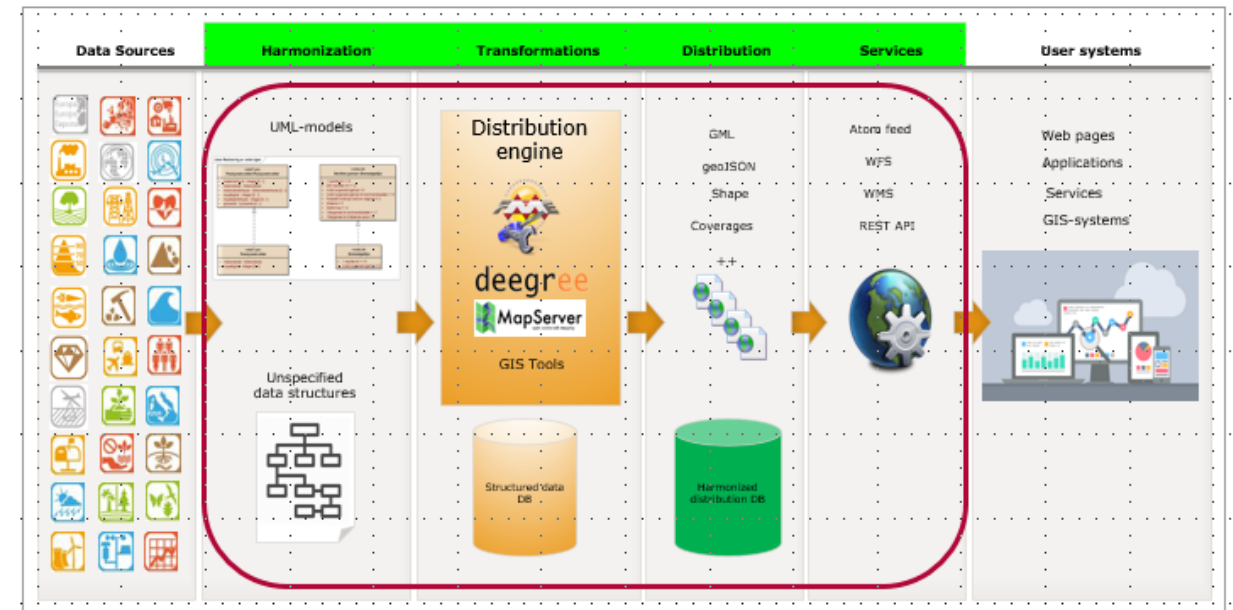 Data Sources
Harmonization
Transformations
Distribution
Services
User systems
UML-models
Unspecified
data structures
Distribution
engine
deegree
MapServer
GIS Tools
Structured data
DB
GML
geoJSON
Shape
Coverages
++
Harmonized
distribution DB
Atom feed
WFS
WMS
REST API
Web pages
Applications
Services
GIS-systems